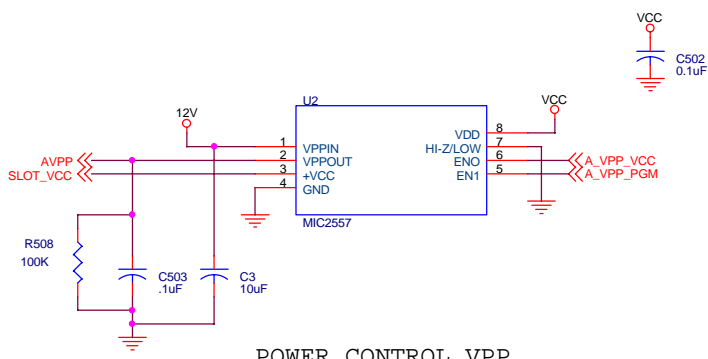 VCC
C502
0.1uF
U2
12V
VCC
1 VPPIN
VDD 8
2 VPPOUT
HI-Z/LOW 7
3 +VCC
ENO 6
4 GND
EN1 5
AVPP
SLOT_VCC
A_VPP_VCC
A_VPP_PGM
MIC2557
R508
100K
C503
.1uF
C3
10uF
POWER CONTROL VPP